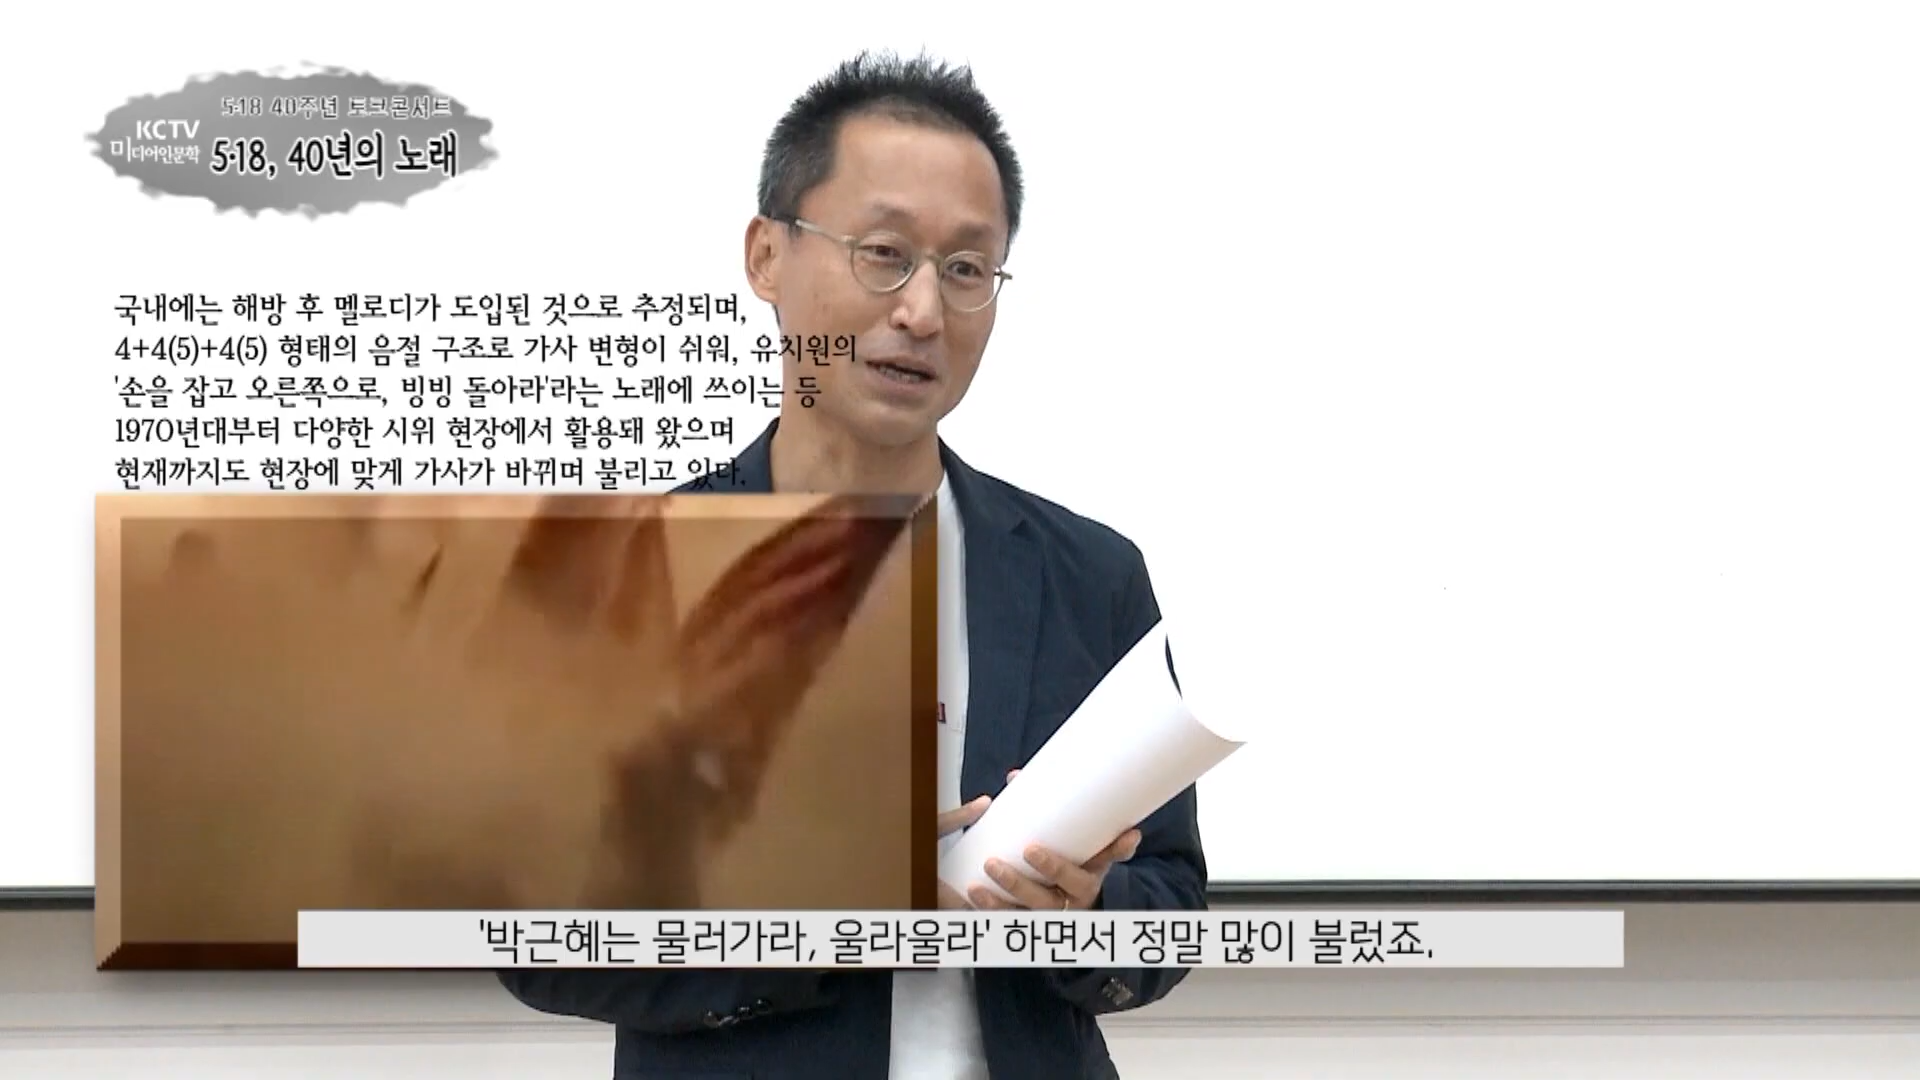 5·18 40주년 토크콘서트
KCTV
미디어인문학
5·18, 40년의 노래
국내에는 해방 후 멜로디가 도입된 것으로 추정되며,
4+4(5)+4(5) 형태의 음절 구조로 가사 변형이 쉬워, 유치원의
'손을 잡고 오른쪽으로, 빙빙 돌아라'라는 노래에 쓰이는 등
1970년대부터 다양한 시위 현장에서 활용돼 왔으며
현재까지도 현장에 맞게 가사가 바뀌며 불리고 있다.
'박근혜는 물러가라, 울라울라' 하면서 정말 많이 불렀죠.